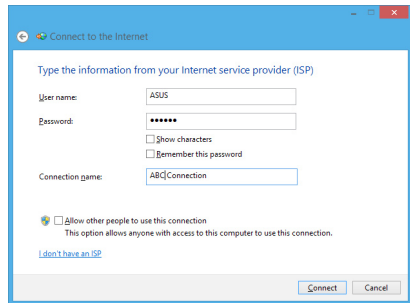 Connect to the Internet
Type the information from your Internet service provider (ISP)
User name: ASUS
Password: ••••••
Show characters
Remember this password
Connection name: ABC Connection
Allow other people to use this connection
This option allows anyone with access to this computer to use this connection.
I don't have an ISP
Connect Cancel